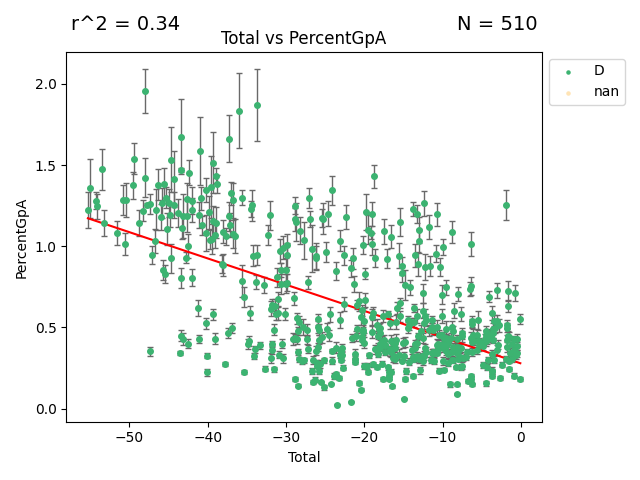 r^2 = 0.34
N = 510
Total vs PercentGpA
D
nan
PercentGpA
2.0
1.5
1.0
0.5
0.0
−50
−40
−30
−20
−10
0
Total